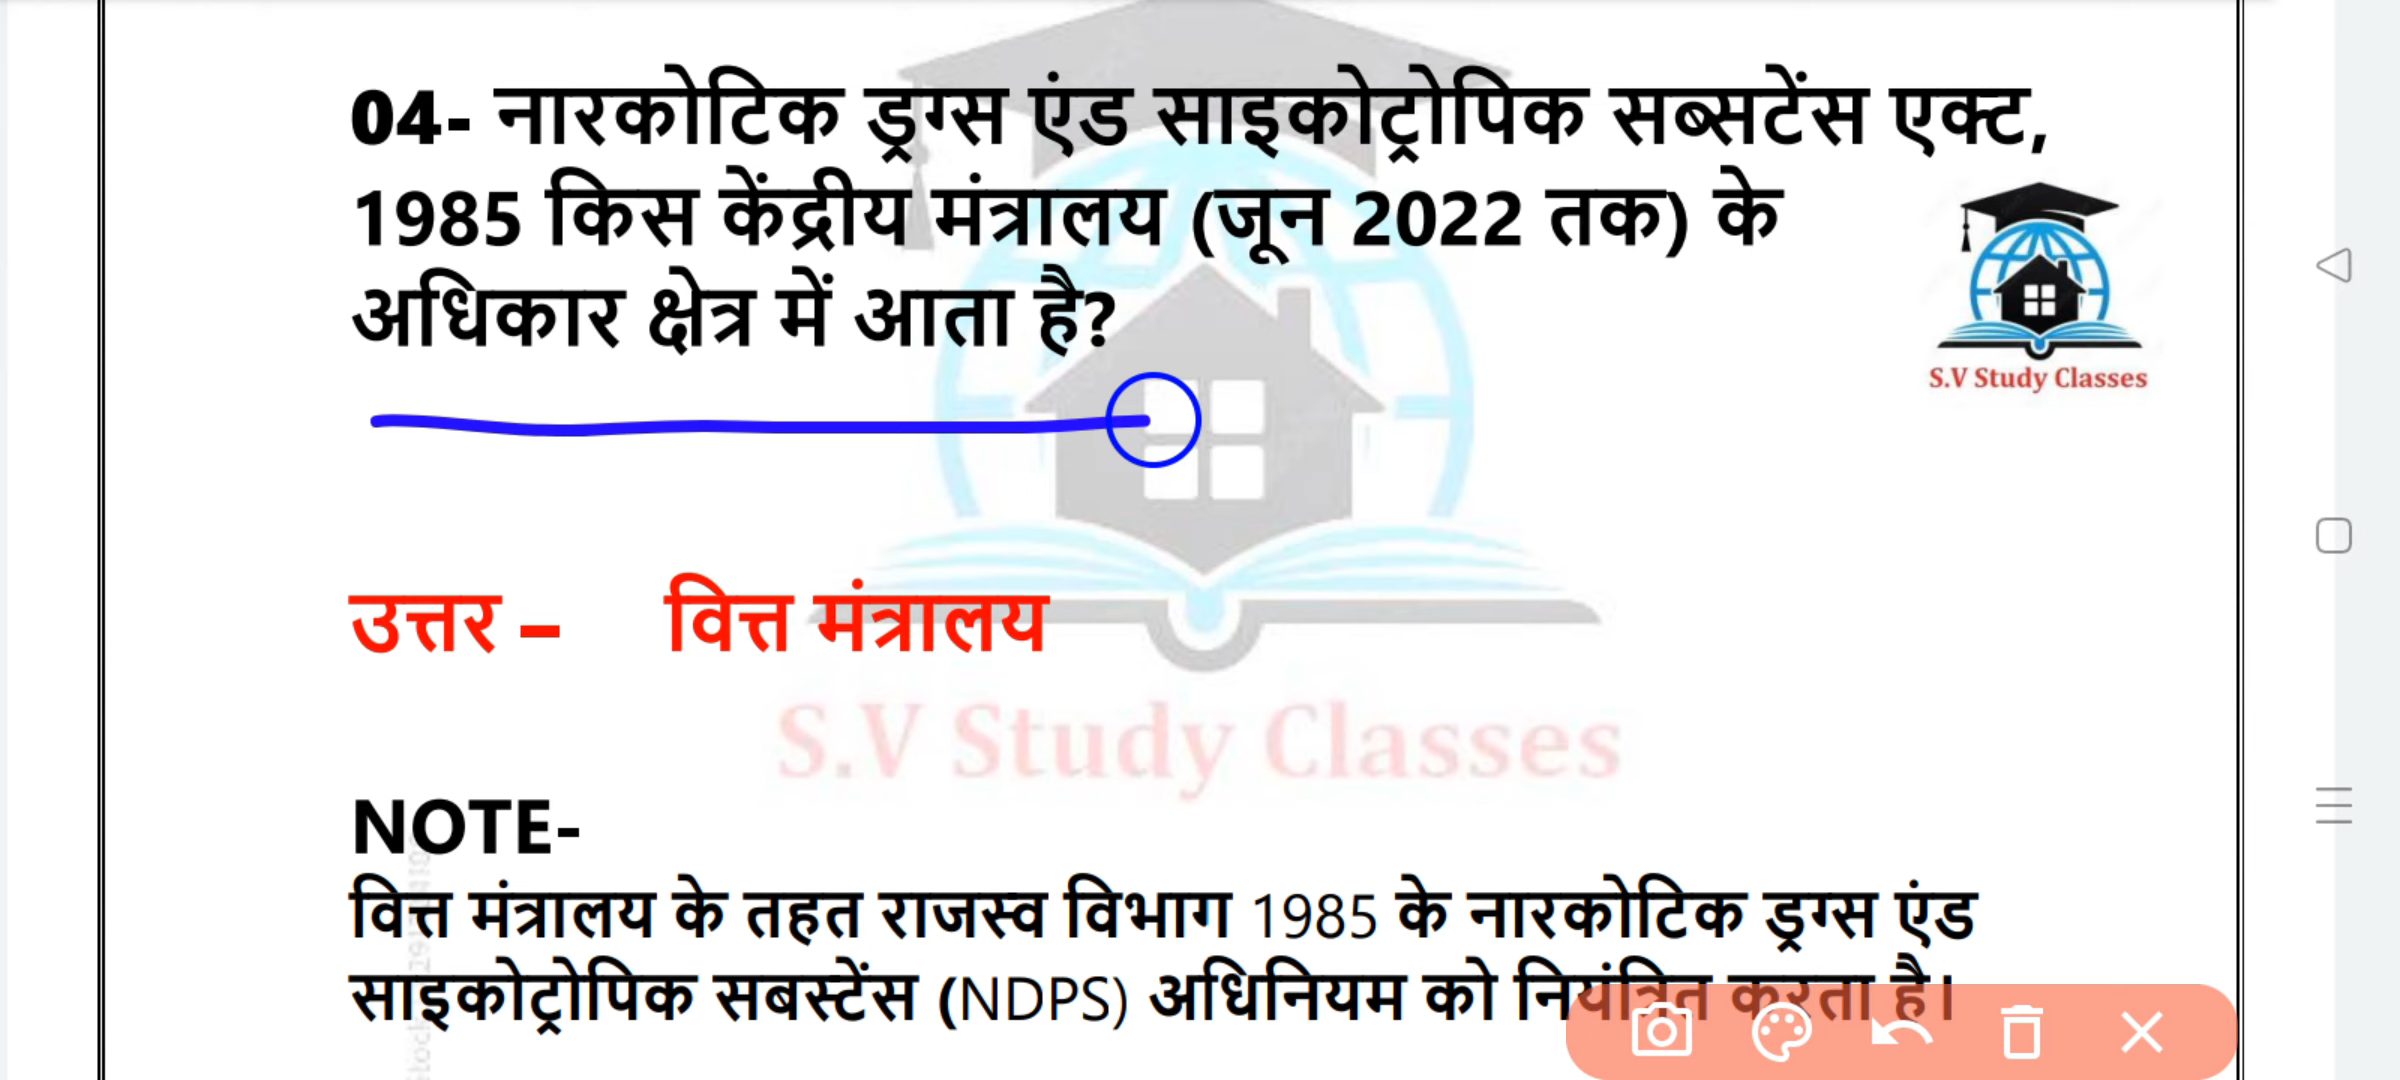 04- नारकोटिक ड्रग्स एंड साइकोट्रोपिक सब्सटेंस एक्ट,
1985 किस केंद्रीय मंत्रालय (जून 2022 तक) के
अधिकार क्षेत्र में आता है?
S.V Study Classes
उत्तर – वित्त मंत्रालय
S.V Study Classes
NOTE-
वित्त मंत्रालय के तहत राजस्व विभाग 1985 के नारकोटिक ड्रग्स एंड
साइकोट्रोपिक सबस्टेंस (NDPS) अधिनियम को नियंत्रित करता है।